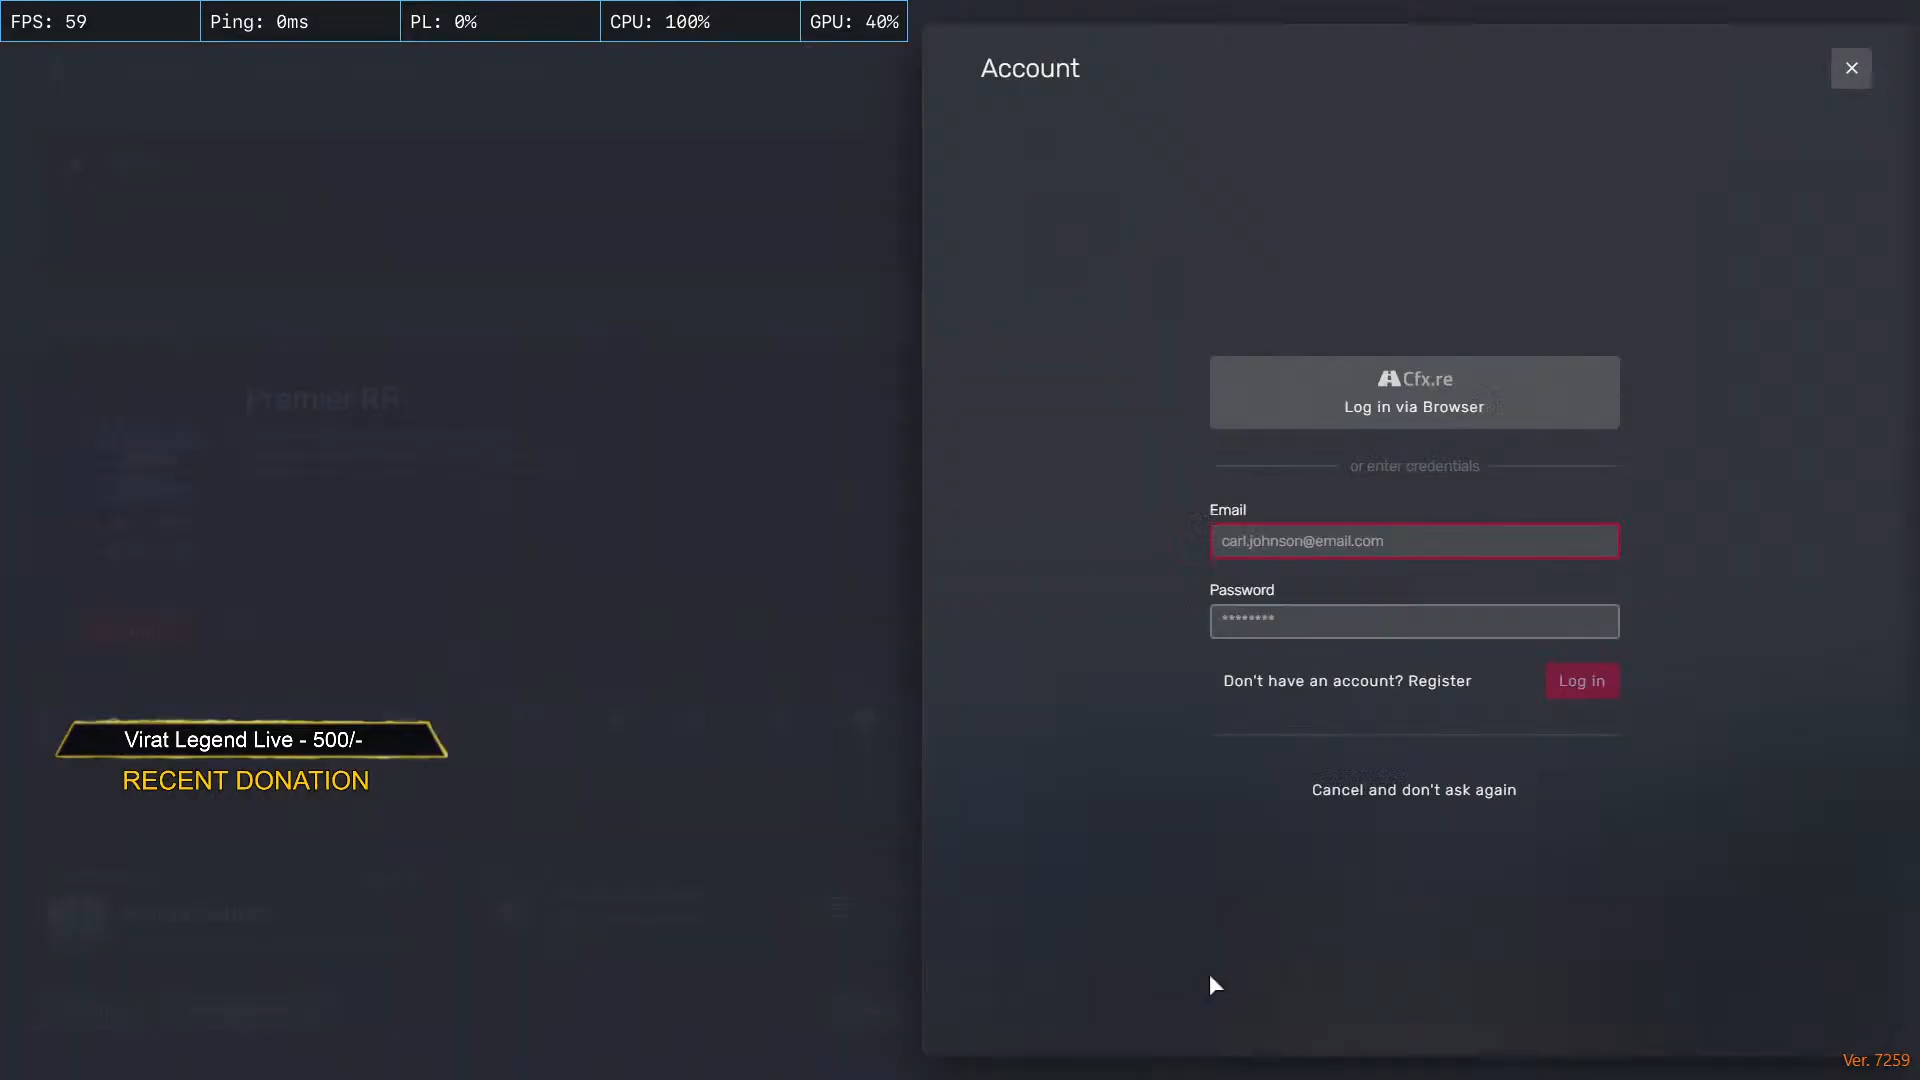 FPS: 59 Ping: 0ms PL: 0% CPU: 100% GPU: 40%
Account
Cfx.re
Log in via Browser
or enter credentials
Email
carl.johnson@email.com
Password
********
Don't have an account? Register
Log in
Cancel and don't ask again
Premier RP
Virat Legend Live - 500/-
RECENT DONATION
Ver. 7259